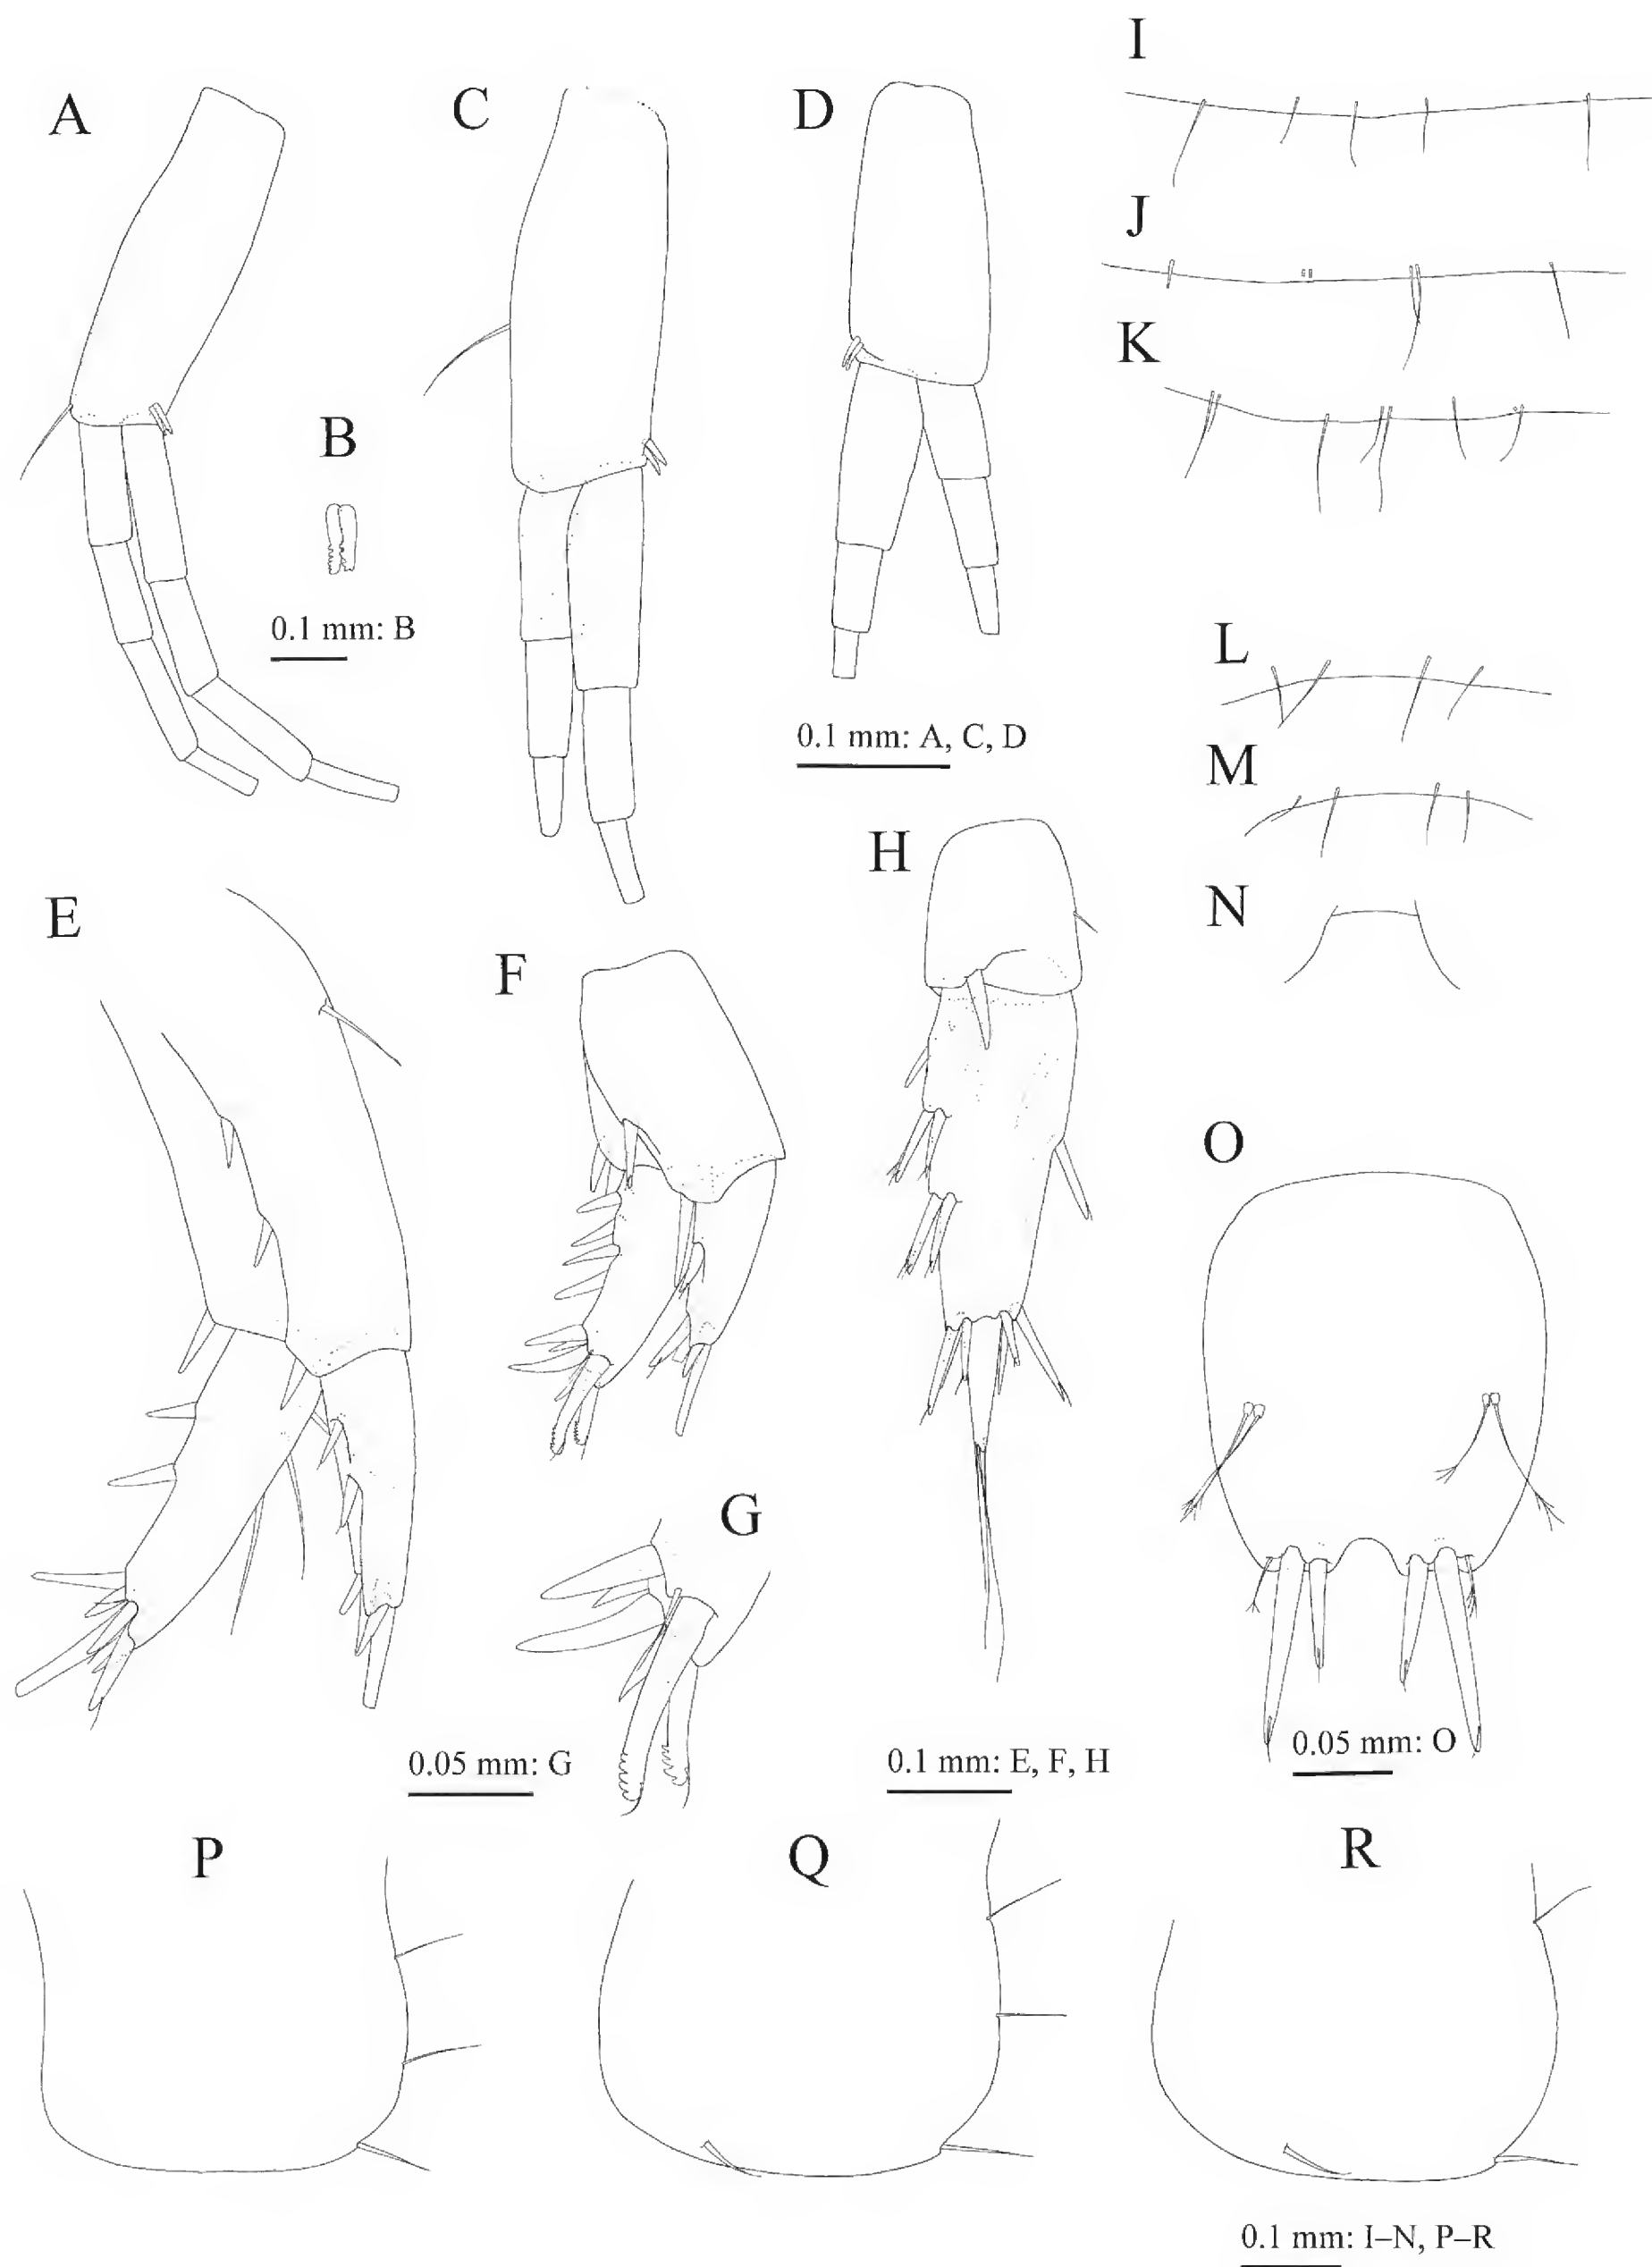 I
A
C
D
J
K
B
0.1 mm: B
L
0.1 mm: A, C, D
M
H
E
N
F
O
G
0.05 mm: O
0.05 mm: G
0.1 mm: E, F, H
P
Q
R
0.1 mm: I–N, P–R